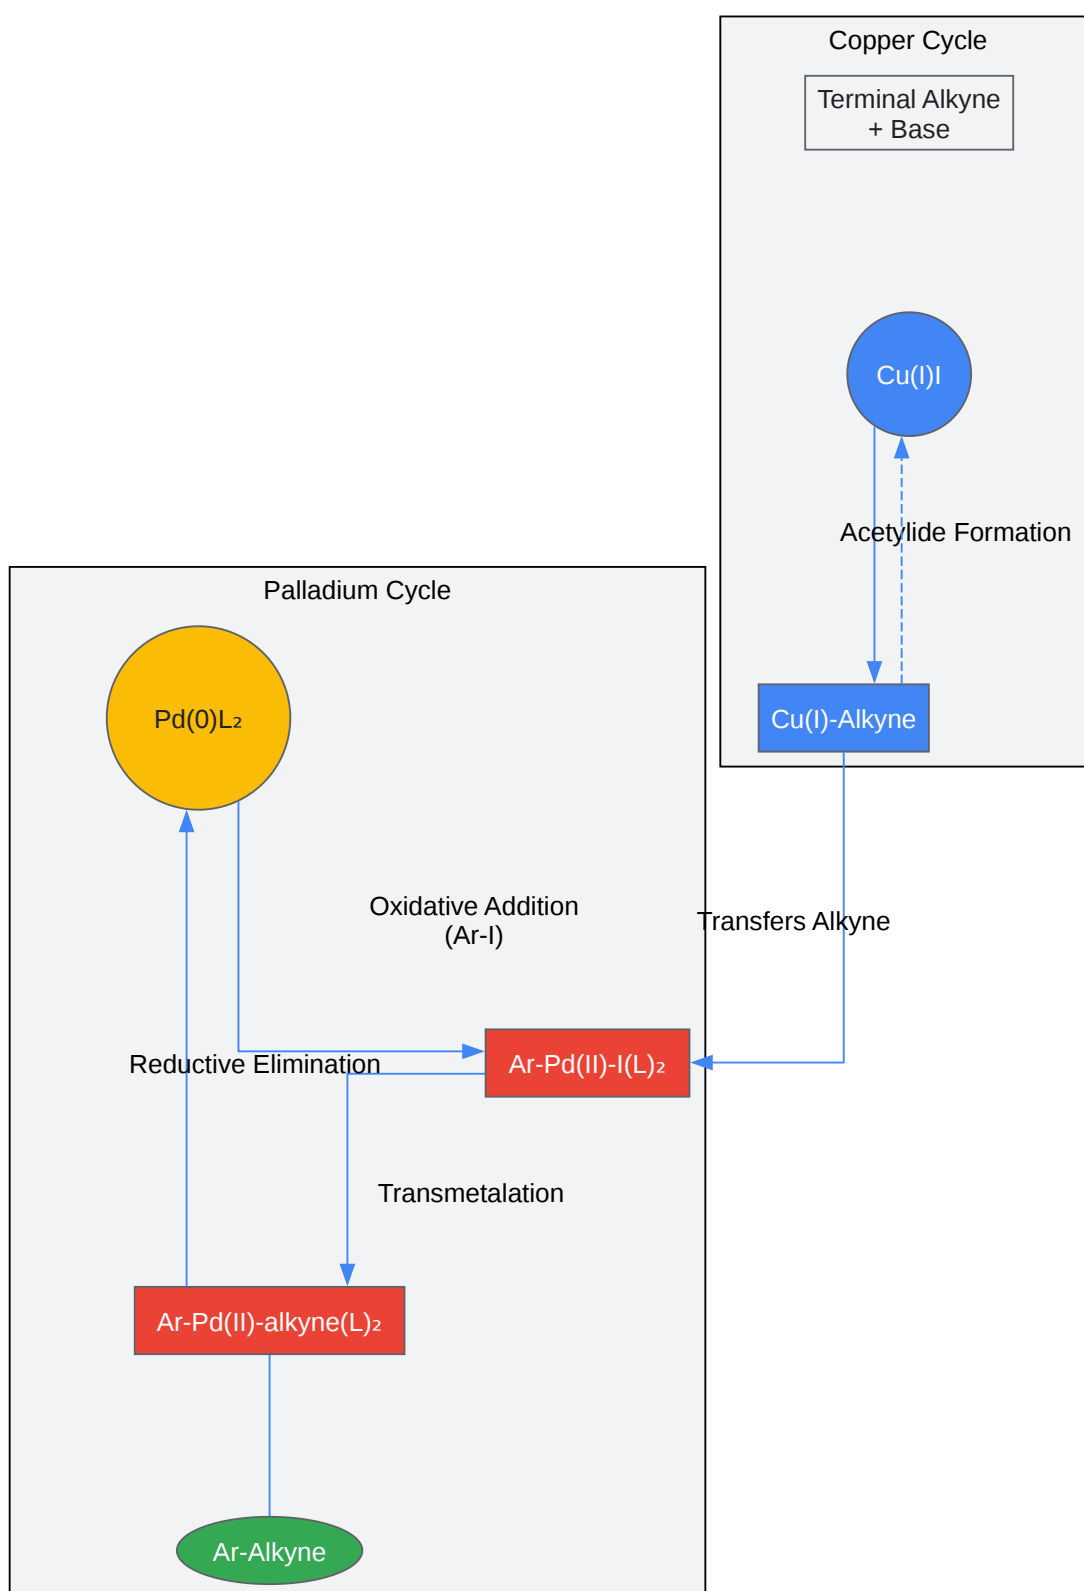 Copper Cycle
Terminal Alkyne
+ Base
Cu(I)I
Acetylide Formation
Palladium Cycle
Pd(0)L₂
Cu(I)-Alkyne
Oxidative Addition
(Ar-I)
Transfers Alkyne
Reductive Elimination
Ar-Pd(II)-I(L)₂
Transmetalation
Ar-Pd(II)-alkyne(L)₂
Ar-Alkyne